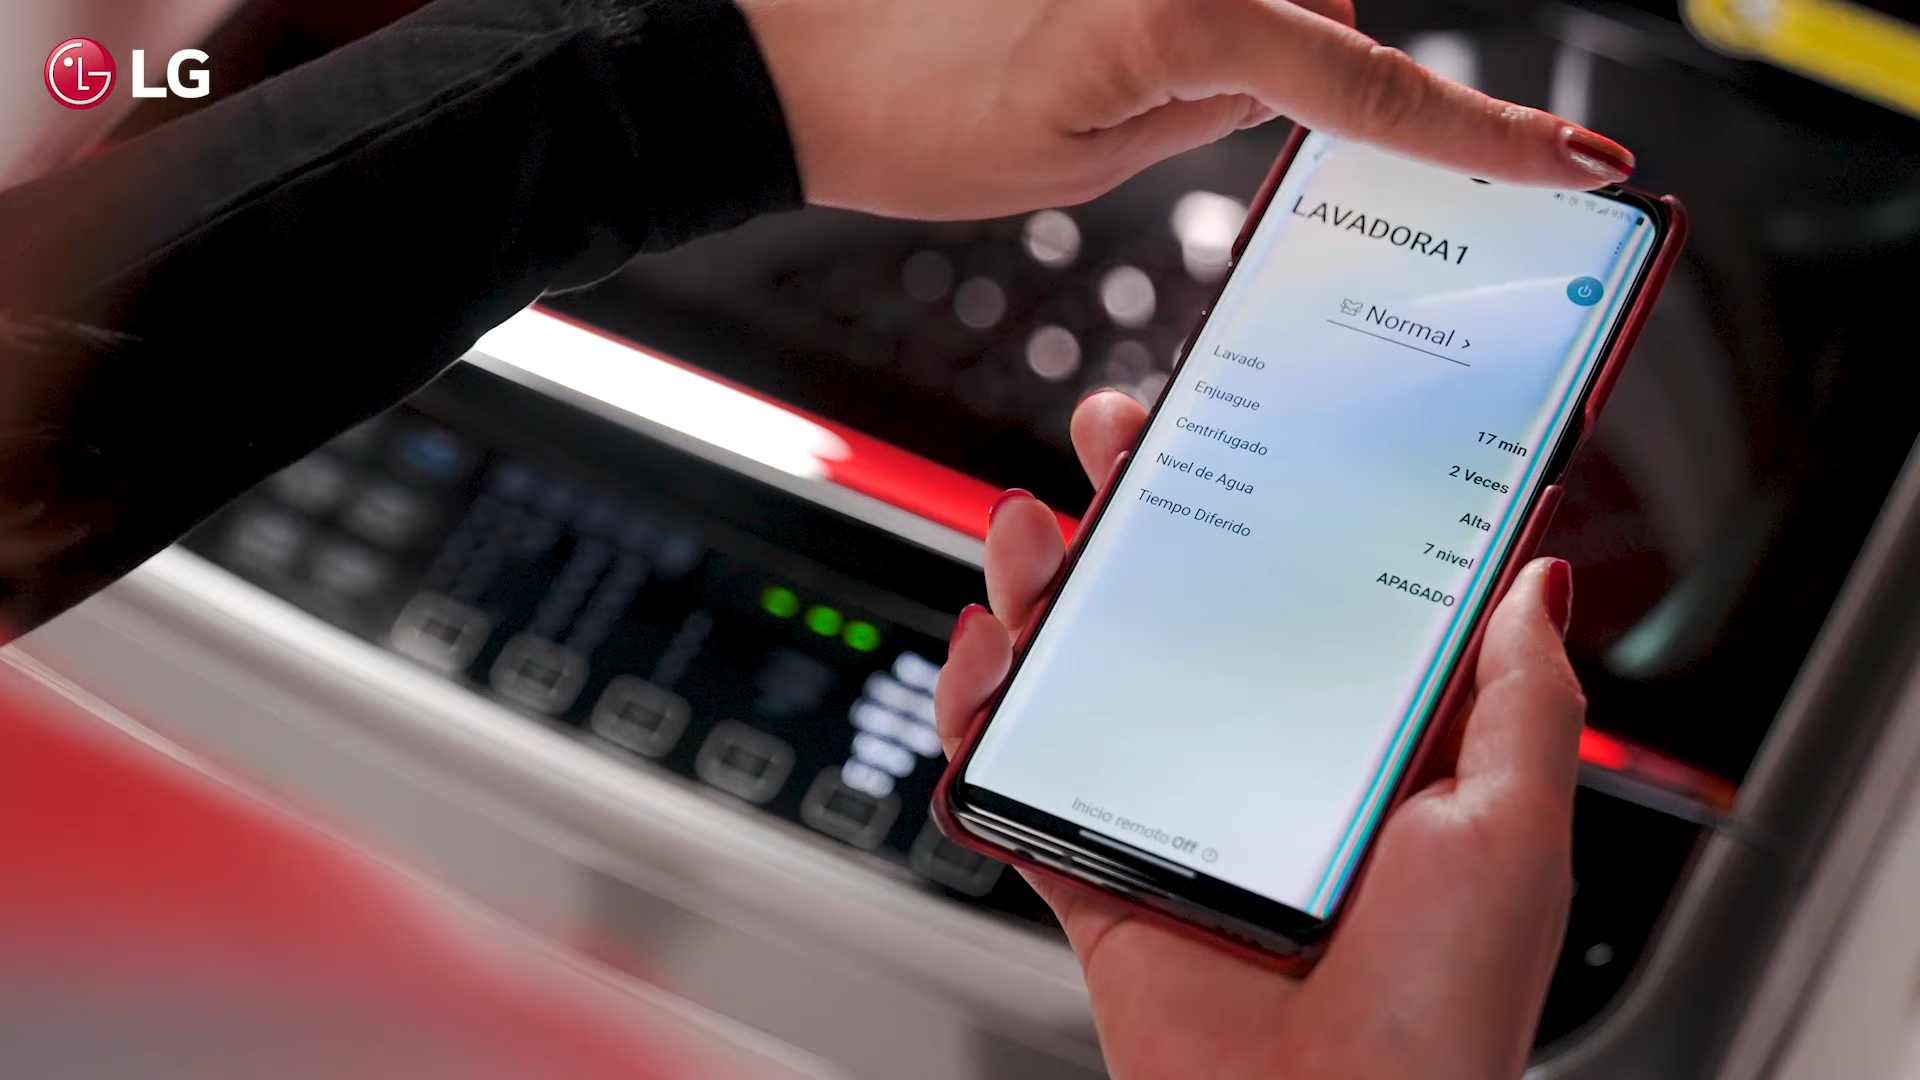 LG
93%
LAVADORA1
Normal >
Lavado 17 min
Enjuague 2 Veces
Centrifugado Alta
Nivel de Agua 7 nivel
Tiempo Diferido APAGADO
Inicio remoto Off